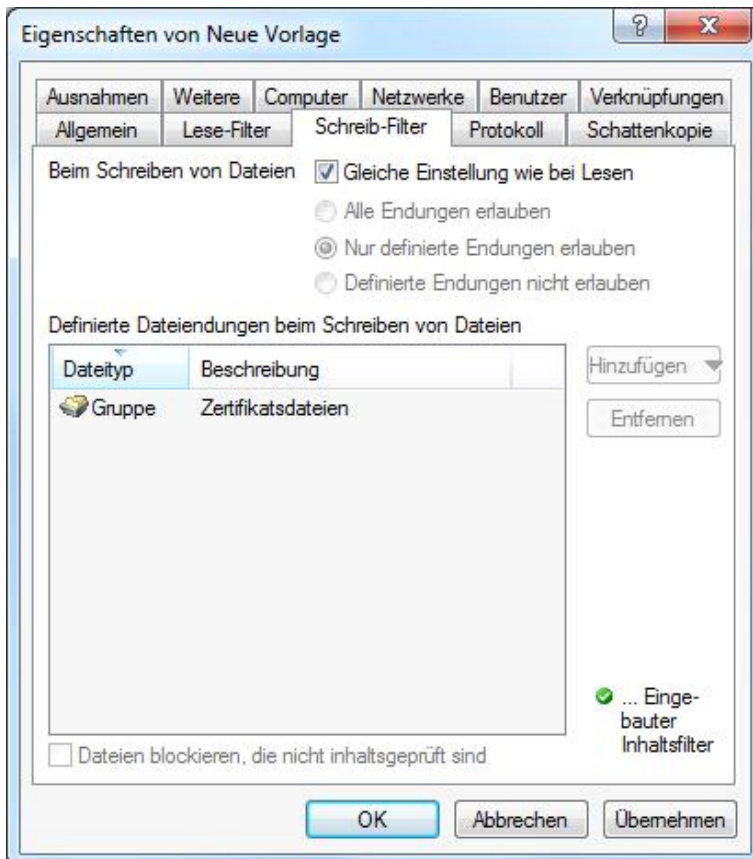 Eigenschaften von Neue Vorlage
Ausnahmen Weitere Computer Netzwerke Benutzer Verknüpfungen
Allgemein Lese-Filter Schreib-Filter Protokoll Schattenkopie
Beim Schreiben von Dateien Gleiche Einstellung wie bei Lesen
Alle Endungen erlauben
Nur definierte Endungen erlauben
Definierte Endungen nicht erlauben
Definierte Dateiendungen beim Schreiben von Dateien
Dateityp Beschreibung Hinzufügen
Gruppe Zertifikatsdateien Entfernen
... Einge-
bauter
Inhaltsfilter
Dateien blockieren, die nicht inhaltsgeprüft sind
OK Abbrechen Übernehmen